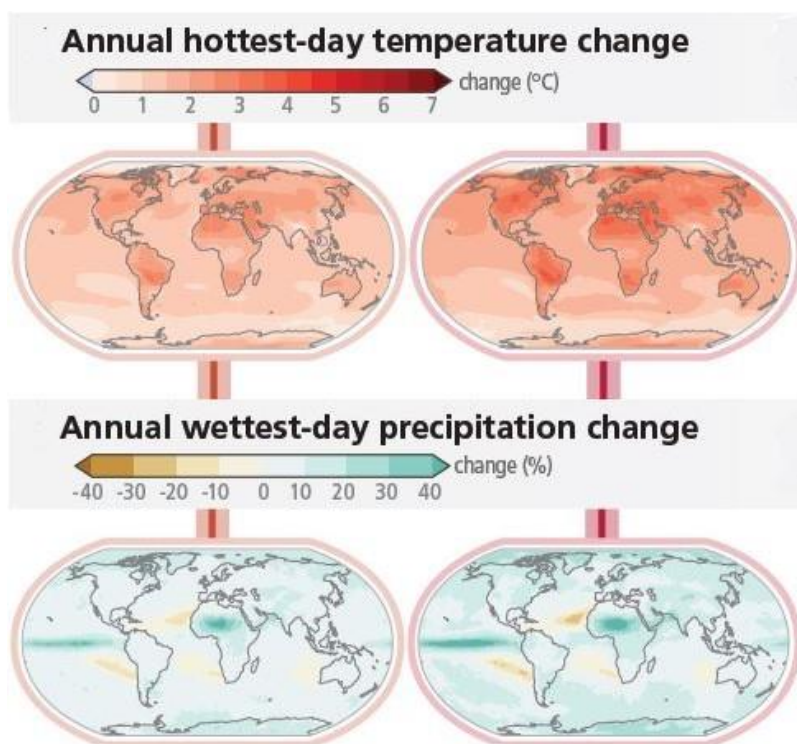 Annual hottest-day temperature change
change (°C)
0 1 2 3 4 5 6 7
Annual wettest-day precipitation change
change (%)
-40 -30 -20 -10 0 10 20 30 40